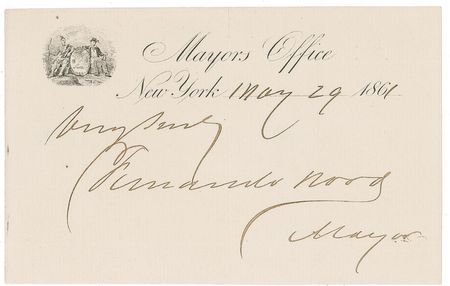 Mayors Office
New York May 29 1861
Very truly
Fernando Wood
Mayor